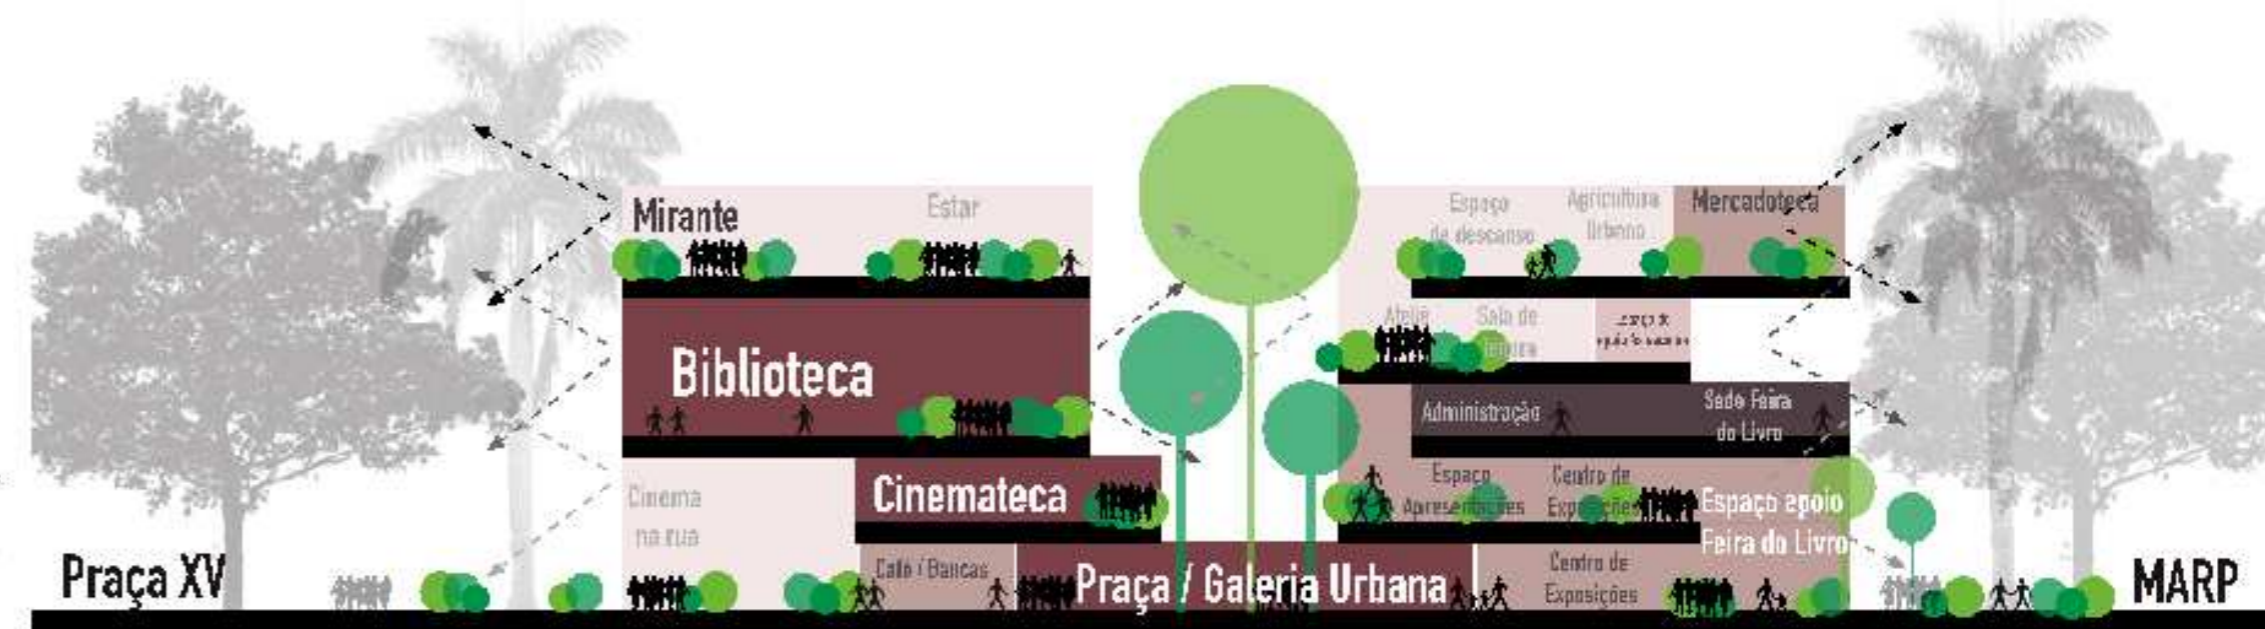 Mirante
Estar
Espaço
de descanso
Agricultura
Urbana
Mercadoteca
Biblioteca
Atelie
Sala de
Administração
Sede Feira
do Livro
Cinema
na rua
Cinemateca
Espaço
Apresentações
Centro de
Exposições
Espaço apoio
Feira do Livro
Praça XV
Café / Bancas
Praça / Galeria Urbana
Centro de
Exposições
MARP